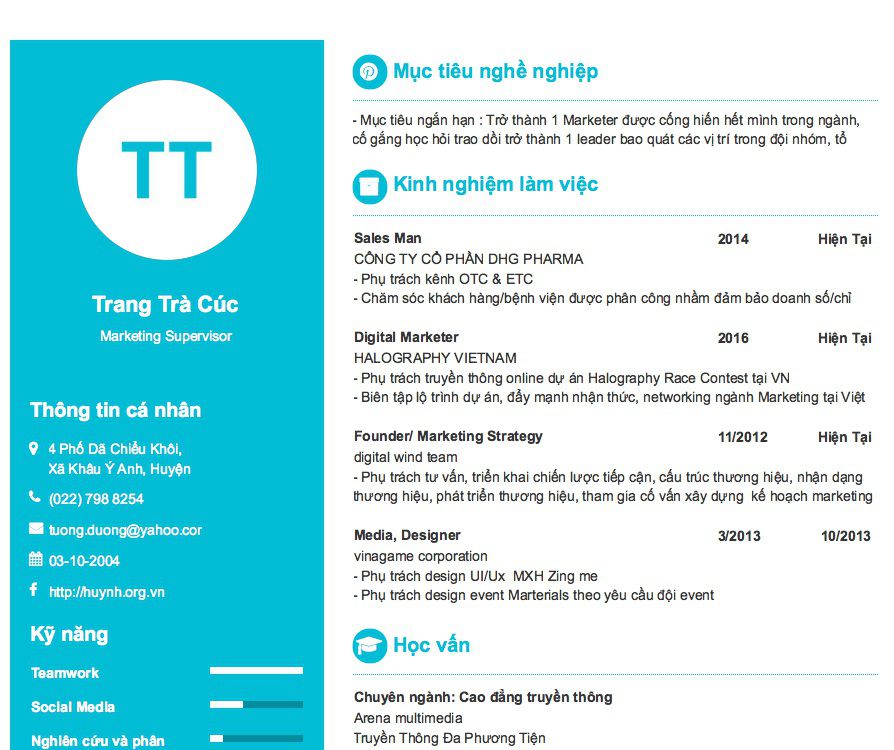 TT
Trang Trà Cúc
Marketing Supervisor
Thông tin cá nhân
4 Phố Dã Chiểu Khôi,
Xã Khâu Ý Anh, Huyện
(022) 798 8254
tuong.duong@yahoo.cor
03-10-2004
http://huynh.org.vn
Kỹ năng
Teamwork
Social Media
Nghiên cứu và phân
Mục tiêu nghề nghiệp
- Mục tiêu ngắn hạn : Trở thành 1 Marketer được cống hiến hết mình trong ngành,
cố gắng học hỏi trao dồi trở thành 1 leader bao quát các vị trí trong đội nhóm, tổ
Kinh nghiệm làm việc
Sales Man 2014 Hiện Tại
CÔNG TY CỔ PHẦN DHG PHARMA
- Phụ trách kênh OTC & ETC
- Chăm sóc khách hàng/bệnh viện được phân công nhầm đảm bảo doanh số/chỉ
Digital Marketer 2016 Hiện Tại
HALOGRAPHY VIETNAM
- Phụ trách truyền thông online dự án Halography Race Contest tại VN
- Biên tập lộ trình dự án, đẩy mạnh nhận thức, networking ngành Marketing tại Việt
Founder/ Marketing Strategy 11/2012 Hiện Tại
digital wind team
- Phụ trách tư vấn, triển khai chiến lược tiếp cận, cấu trúc thương hiệu, nhận dạng
thương hiệu, phát triển thương hiệu, tham gia cố vấn xây dựng  kế hoạch marketing
Media, Designer 3/2013 10/2013
vinagame corporation
- Phụ trách design UI/Ux  MXH Zing me
- Phụ trách design event Marterials theo yêu cầu đội event
Học vấn
Chuyên ngành: Cao đẳng truyền thông
Arena multimedia
Truyền Thông Đa Phương Tiện